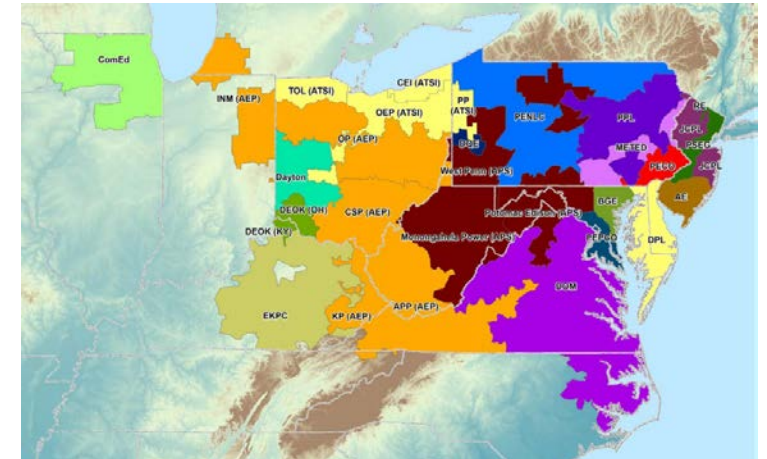 ComEd
INM (AEP)
TOL (ATSI)
CEI (ATSI)
OEP (ATSI)
PP
(ATSI)
PENLC
PPL
RE
JCPL
PSEG
METED
JCPL
OP (AEP)
DQE
PECO
West Penn (APS)
Dayton
AE
BGE
DEOK (OH)
CSP (AEP)
Potomac Edison (APS)
PEPCO
DPL
DEOK (KY)
Monongahela Power (APS)
DOM
EKPC
KP (AEP)
APP (AEP)